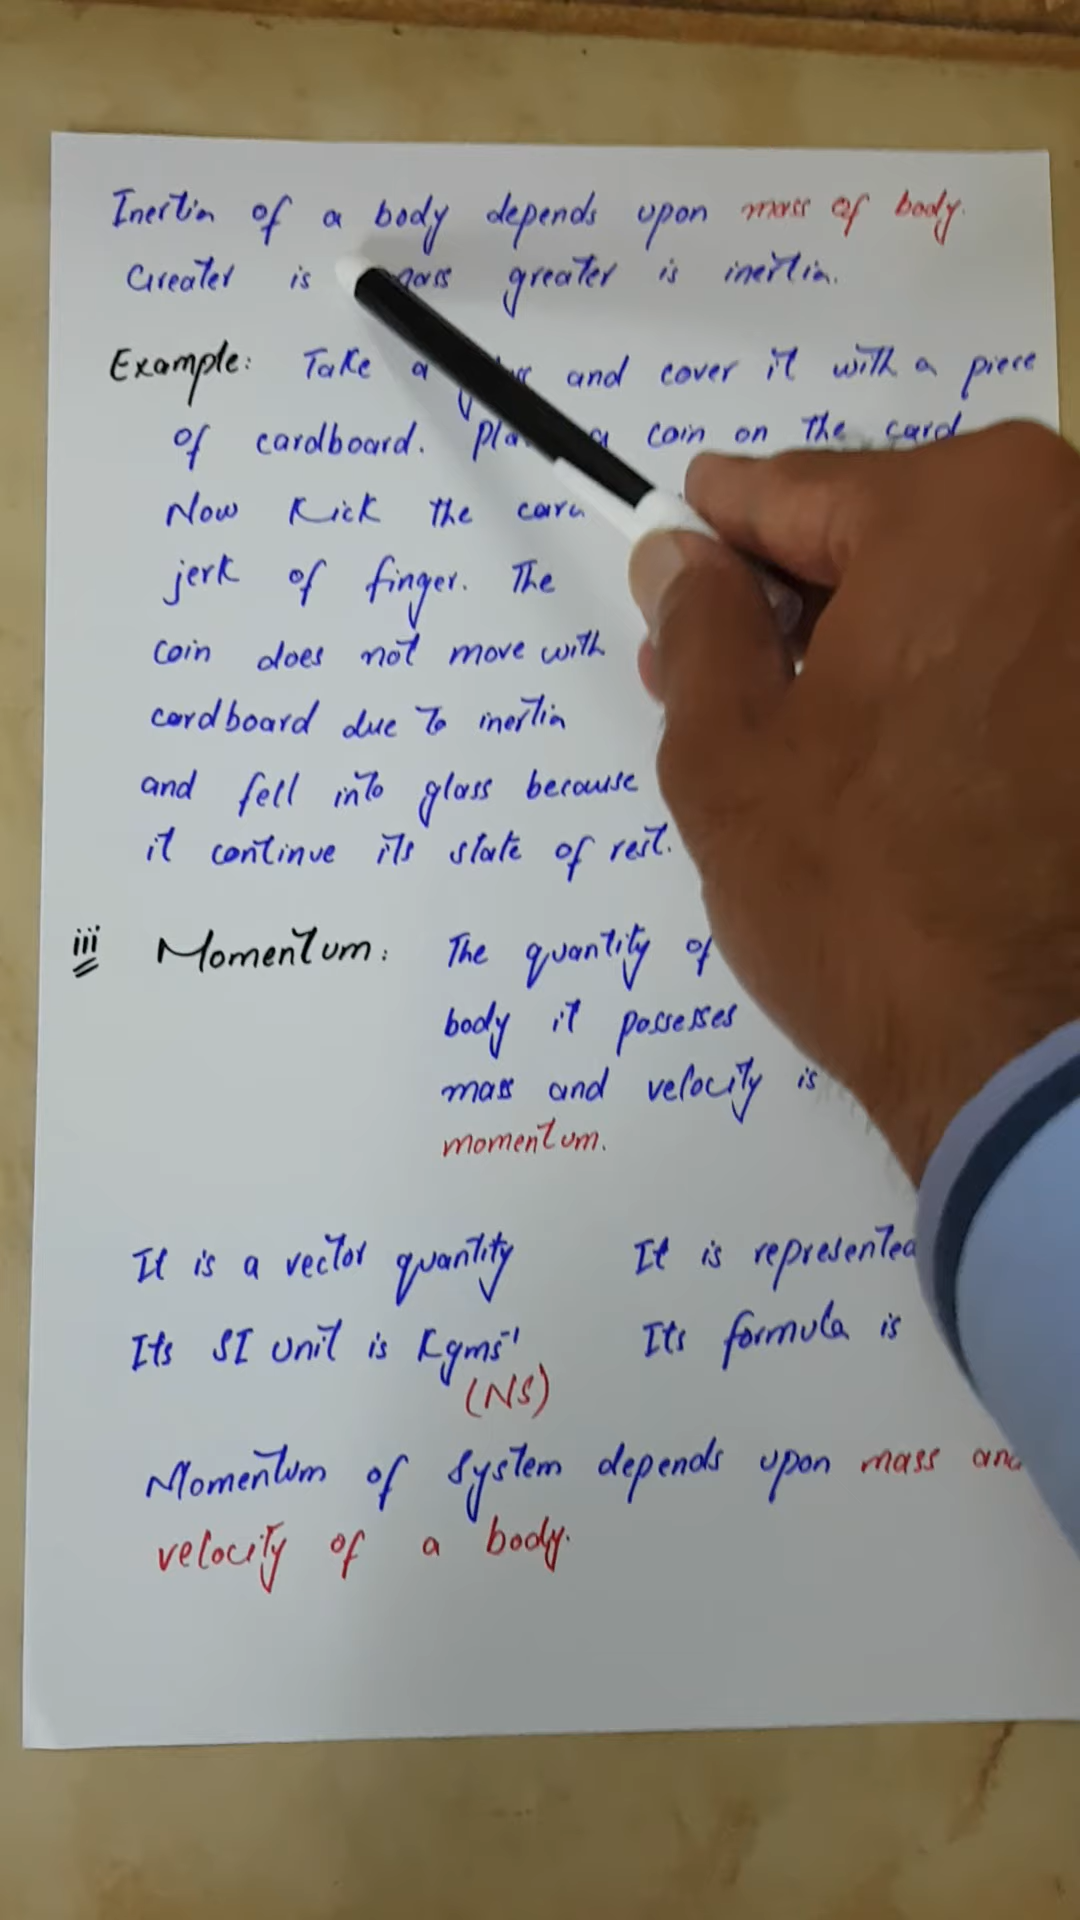 Inertia of a body depends upon mass of body.
Greater is mass greater is inertia.
Example: Take a and cover it with a piece
of cardboard. a coin on the card
Now Kick the
jerk of finger. The
coin does not move with
cardboard due to inertia
and fell into glass because
it continue its state of rest.
iii Momentum: The quantity of
body it possesses
mass and velocity is
momentum.
It is a vector quantity It is represented
Its SI unit is Kgms⁻¹ Its formula is
(NS)
Momentum of system depends upon mass and
velocity of a body.